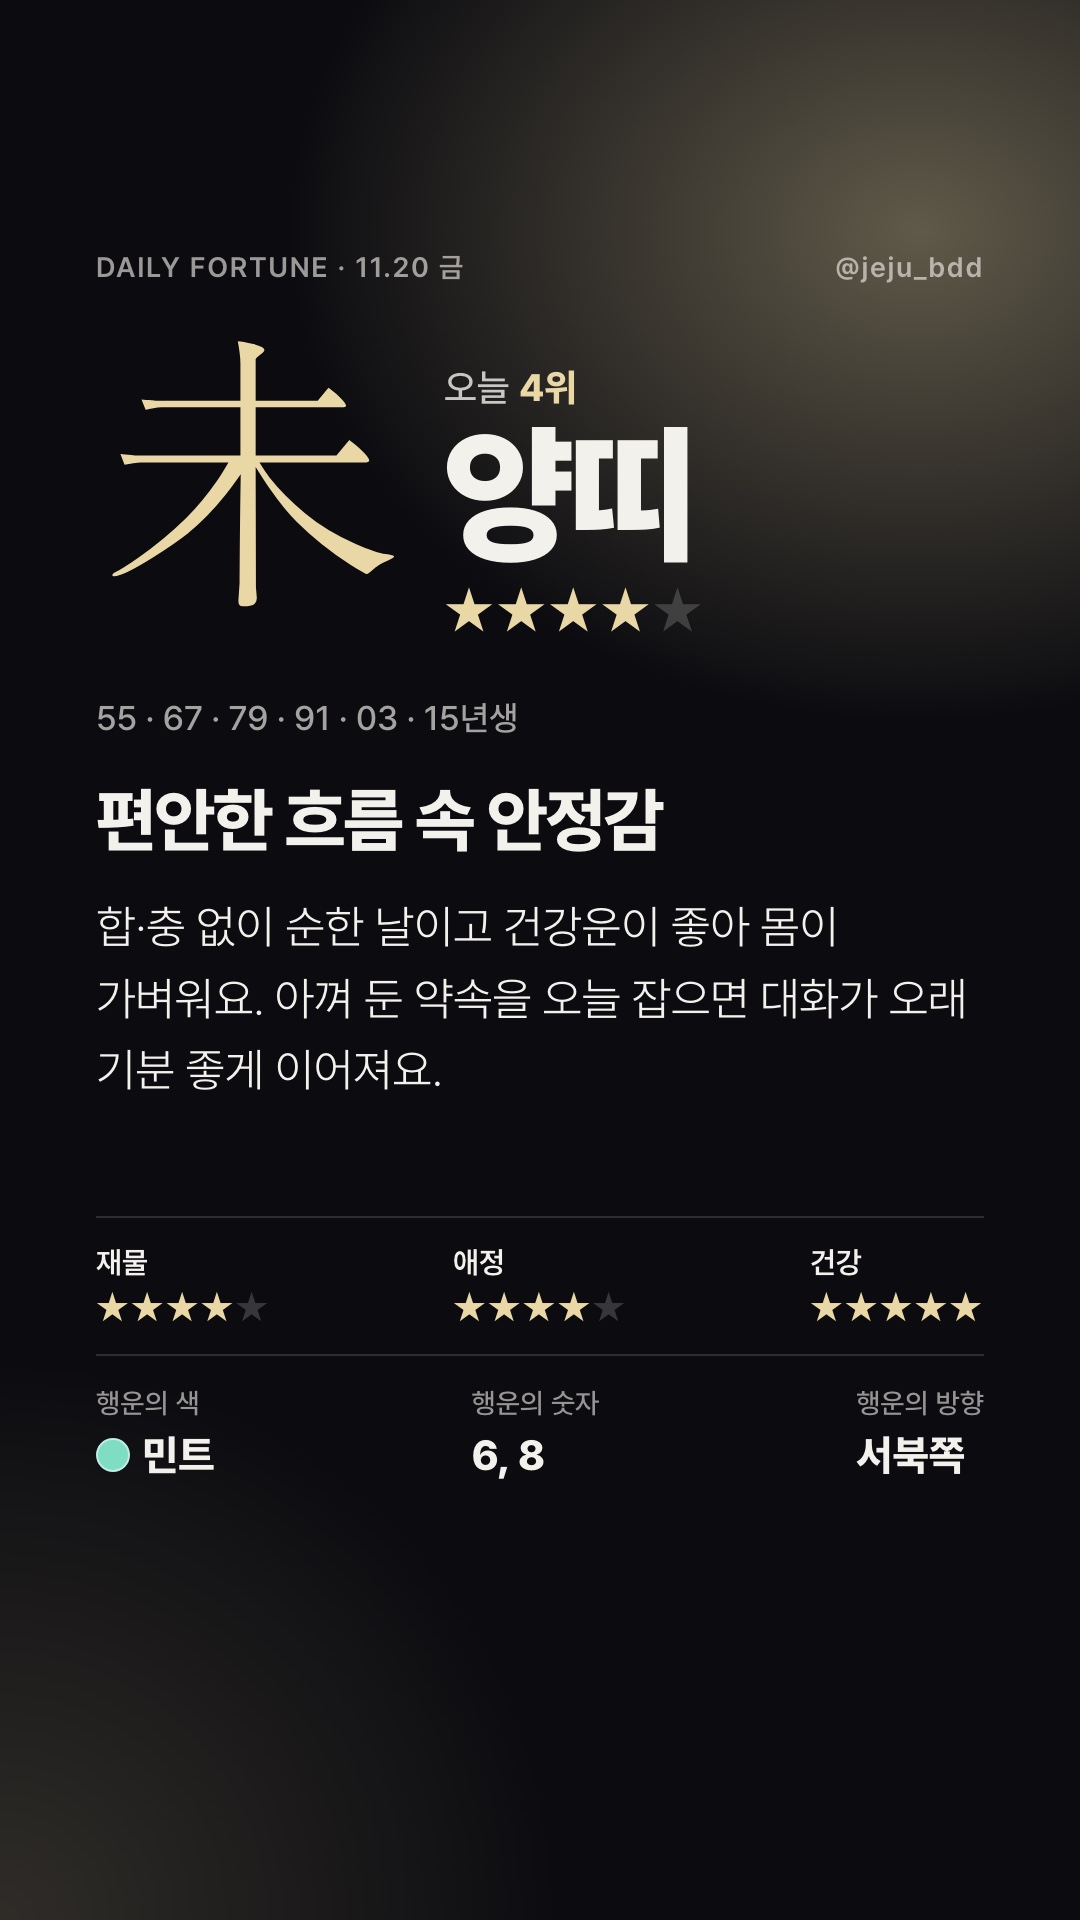 DAILY FORTUNE · 11.20 금
@jeju_bdd
未
오늘 4위
양띠
★★★★★
55 · 67 · 79 · 91 · 03 · 15년생
편안한 흐름 속 안정감
합·충 없이 순한 날이고 건강운이 좋아 몸이
가벼워요. 아껴 둔 약속을 오늘 잡으면 대화가 오래
기분 좋게 이어져요.
재물 애정 건강
★★★★★ ★★★★★ ★★★★★
행운의 색 행운의 숫자 행운의 방향
민트 6, 8 서북쪽